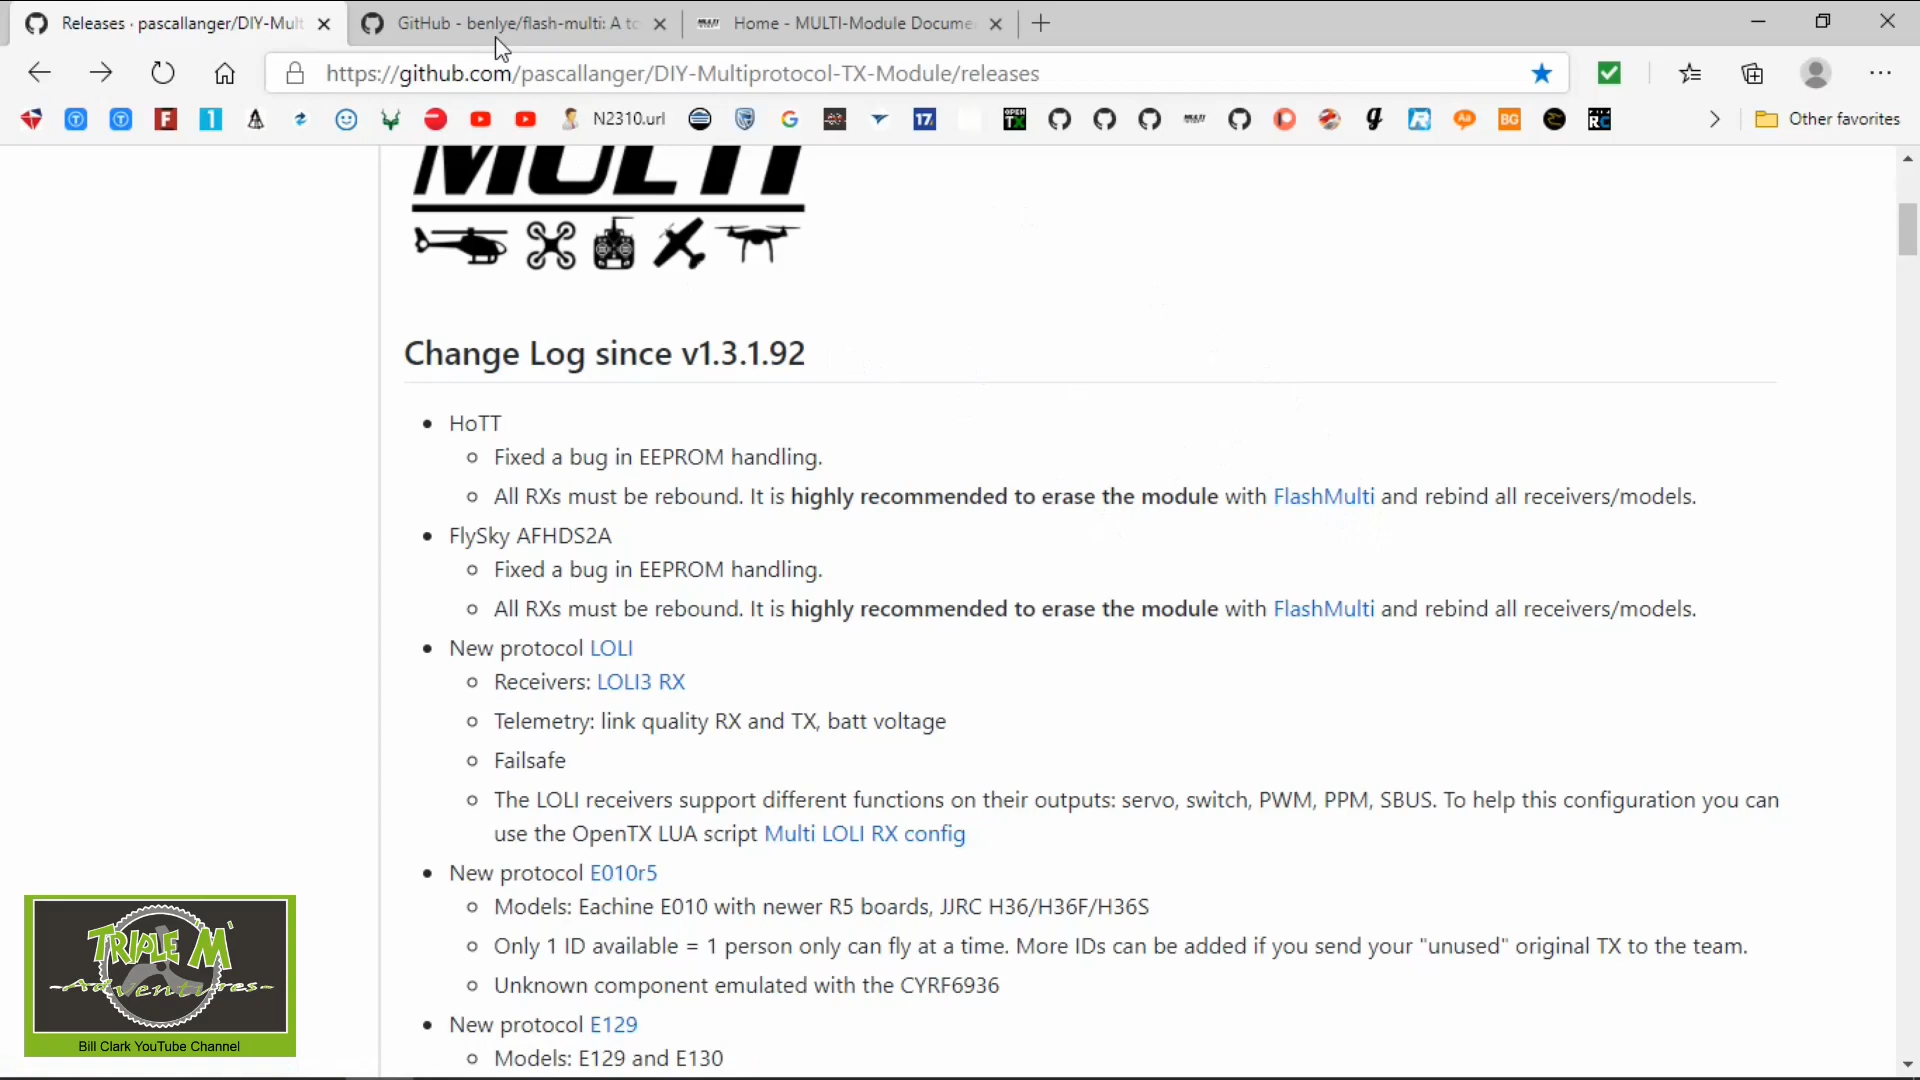 Releases · pascallanger/DIY-Mult
GitHub - benlye/flash-multi: A to
Home - MULTI-Module Docume
https://github.com/pascallanger/DIY-Multiprotocol-TX-Module/releases
N2310.url
Other favorites
MULTI
Change Log since v1.3.1.92
• HoTT
○ Fixed a bug in EEPROM handling.
○ All RXs must be rebound. It is highly recommended to erase the module with FlashMulti and rebind all receivers/models.
• FlySky AFHDS2A
○ Fixed a bug in EEPROM handling.
○ All RXs must be rebound. It is highly recommended to erase the module with FlashMulti and rebind all receivers/models.
• New protocol LOLI
○ Receivers: LOLI3 RX
○ Telemetry: link quality RX and TX, batt voltage
○ Failsafe
○ The LOLI receivers support different functions on their outputs: servo, switch, PWM, PPM, SBUS. To help this configuration you can
use the OpenTX LUA script Multi LOLI RX config
• New protocol E010r5
○ Models: Eachine E010 with newer R5 boards, JJRC H36/H36F/H36S
○ Only 1 ID available = 1 person only can fly at a time. More IDs can be added if you send your "unused" original TX to the team.
○ Unknown component emulated with the CYRF6936
• New protocol E129
○ Models: E129 and E130
TRIPLE M
-Adventures-
Bill Clark YouTube Channel